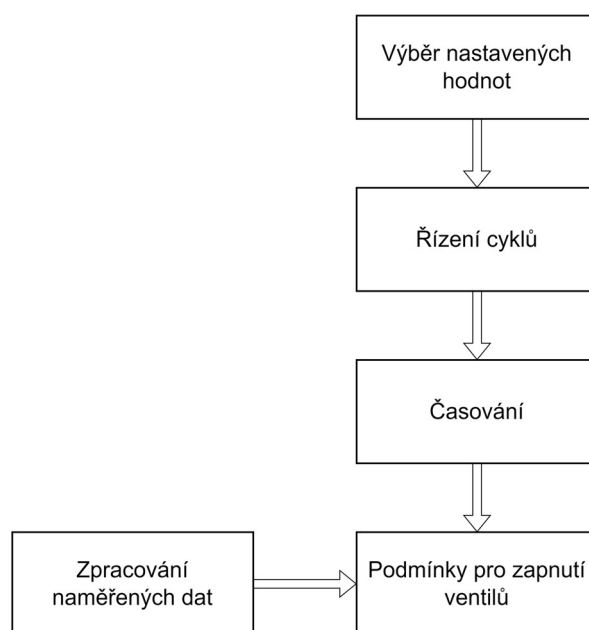 Výběr nastavených
hodnot
Řízení cyklů
Časování
Zpracování
naměřených dat
Podmínky pro zapnutí
ventilů